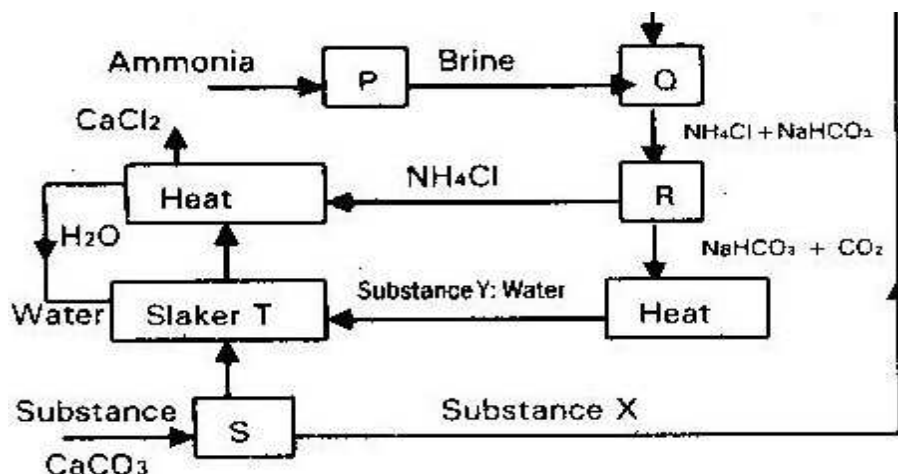 Ammonia
P
Brine
Q
CaCl₂
NH₄Cl + NaHCO₃
Heat
NH₄Cl
R
H₂O
NaHCO₃ + CO₂
Water
Slaker T
Substance Y: Water
Heat
Substance
CaCO₃
S
Substance X